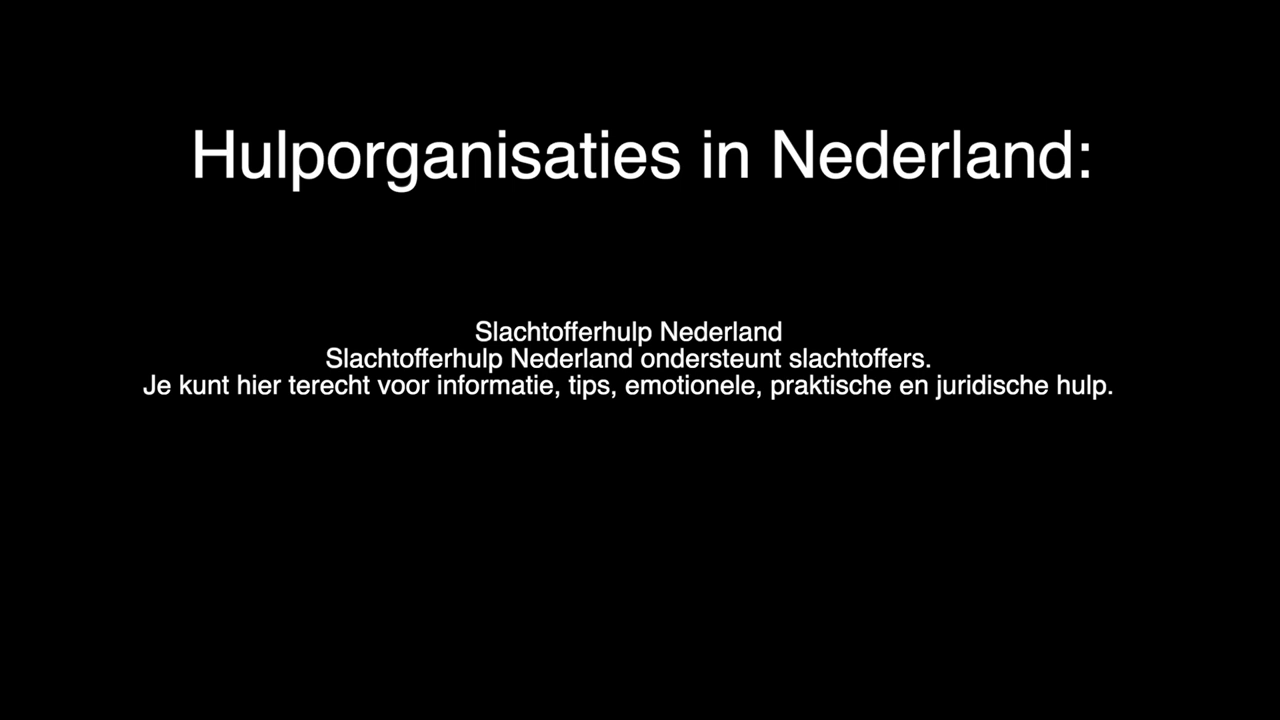 Hulporganisaties in Nederland:
Slachtofferhulp Nederland
Slachtofferhulp Nederland ondersteunt slachtoffers.
Je kunt hier terecht voor informatie, tips, emotionele, praktische en juridische hulp.